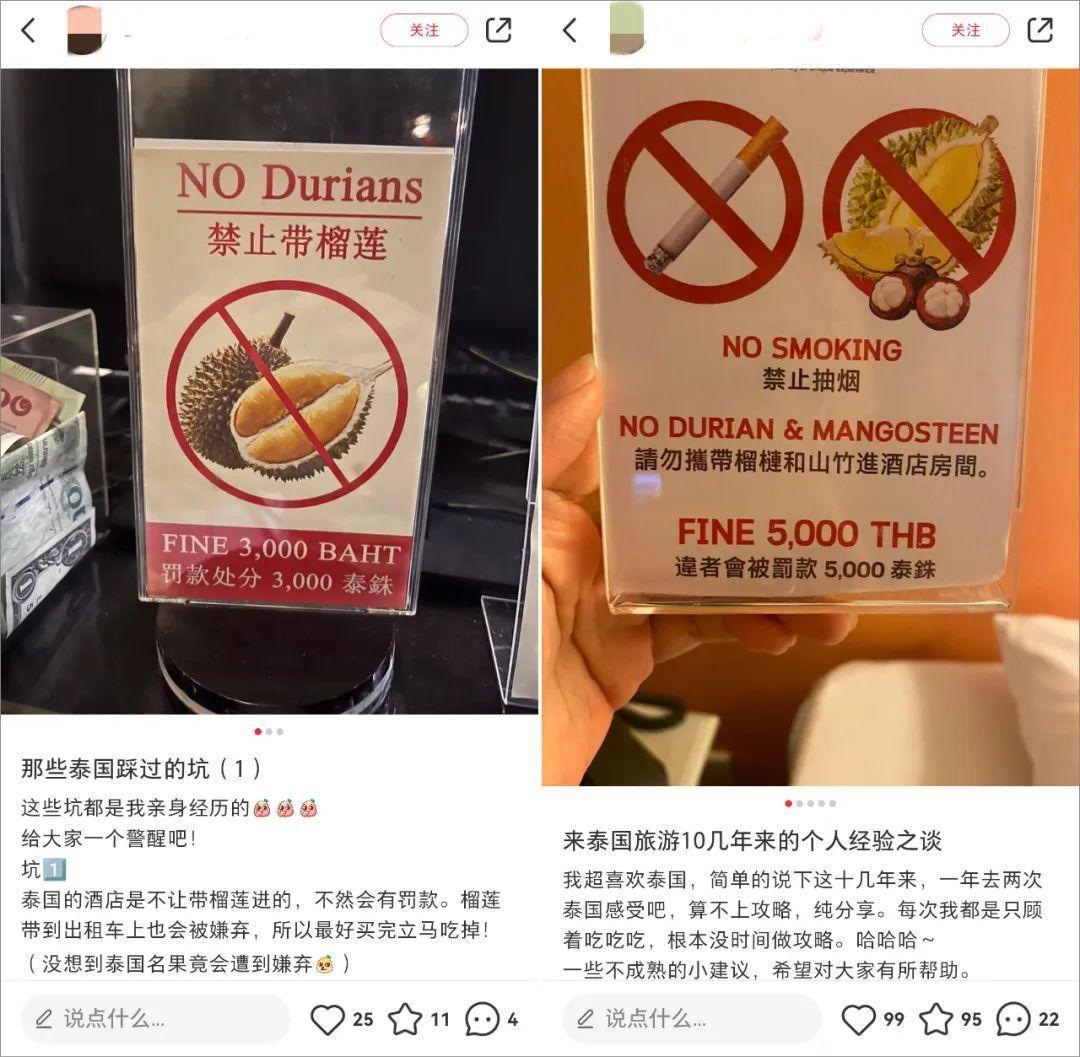 关注
NO Durians
禁止带榴莲
FINE 3,000 BAHT
罚款处分 3,000 泰銖
那些泰国踩过的坑（1）
这些坑都是我亲身经历的
给大家一个警醒吧！
坑1️⃣
泰国的酒店是不让带榴莲进的，不然会有罚款。榴莲
带到出租车上也会被嫌弃，所以最好买完立马吃掉！
（没想到泰国名果竟会遭到嫌弃）
说点什么...
25
11
4
关注
NO SMOKING
禁止抽烟
NO DURIAN & MANGOSTEEN
請勿攜帶榴槤和山竹進酒店房間。
FINE 5,000 THB
違者會被罰款 5,000 泰銖
来泰国旅游10几年来的个人经验之谈
我超喜欢泰国，简单的说下这十几年来，一年去两次
泰国感受吧，算不上攻略，纯分享。每次我都是只顾
着吃吃吃，根本没时间做攻略。哈哈哈～
一些不成熟的小建议，希望对大家有所帮助。
说点什么...
99
95
22